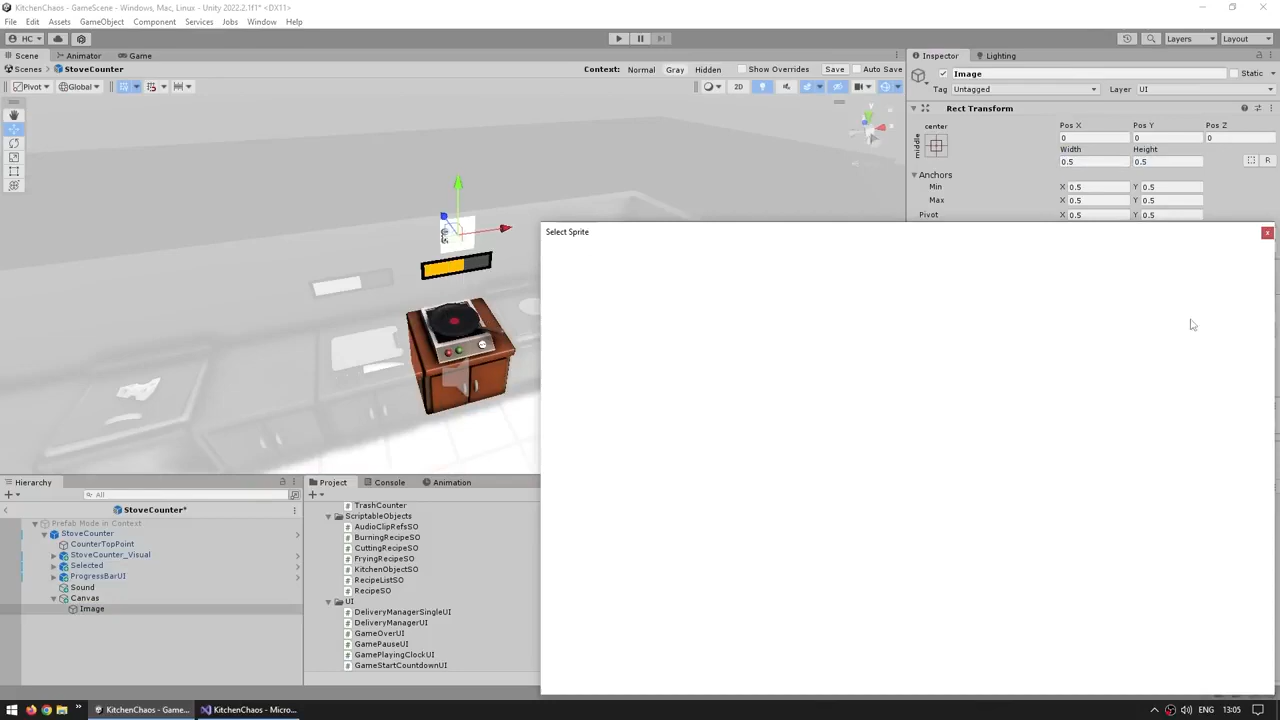 KitchenChaos - GameScene - Windows, Mac, Linux - Unity 2022.2.1f1* <DX11>
File Edit Assets GameObject Component Services Jobs Window Help
HC
Layers
Layout
Scene Animator Game
Inspector Lighting
Scenes StoveCounter
Context: Normal Gray Hidden Show Overrides Save Auto Save
Image Static
Pivot Global
2D
Tag Untagged Layer UI
Rect Transform
center
middle
Pos X Pos Y Pos Z
0 0 0
Width Height
0.5 0.5
R
Anchors
Min X 0.5 Y 0.5
Max X 0.5 Y 0.5
Pivot X 0.5 Y 0.5
Select Sprite
x
Hierarchy
All
StoveCounter*
Prefab Mode in Context
StoveCounter
CounterTopPoint
StoveCounter_Visual
Selected
ProgressBarUI
Sound
Canvas
Image
Project Console Animation
TrashCounter
ScriptableObjects
AudioClipRefsSO
BurningRecipeSO
CuttingRecipeSO
FryingRecipeSO
KitchenObjectSO
RecipeListSO
RecipeSO
UI
DeliveryManagerSingleUI
DeliveryManagerUI
GameOverUI
GamePauseUI
GamePlayingClockUI
GameStartCountdownUI
KitchenChaos - Game...
KitchenChaos - Micro...
ENG
13:05